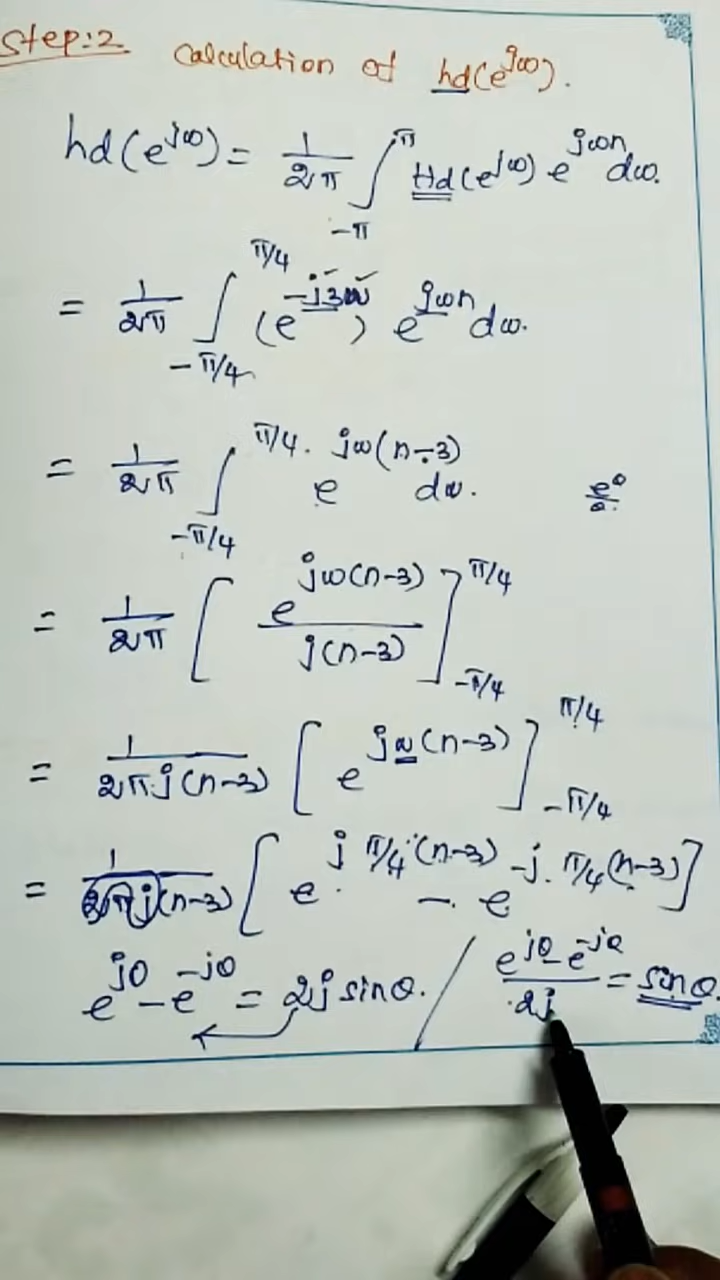 Step:2 Calculation of hd(e^jω).
hd(e^jω) = 1/2π ∫_-π^π Hd(e^jω) e^jωn dω.
= 1/2π ∫_-π/4^π/4 (e^-j3ω) e^jωn dω.
= 1/2π ∫_-π/4^π/4. e^jω(n-3) dω. e^θ/θ.
= 1/2π [ e^jω(n-3) / j(n-3) ]_-π/4^π/4
= 1/2πj(n-3) [ e^jω(n-3) ]_-π/4^π/4
= 1/2πj(n-3) [ e^j π/4 (n-3) - e^-j. π/4 (n-3) ]
e^jθ - e^-jθ = 2j sinθ. / e^jθ - e^-jθ / 2j = sinθ.